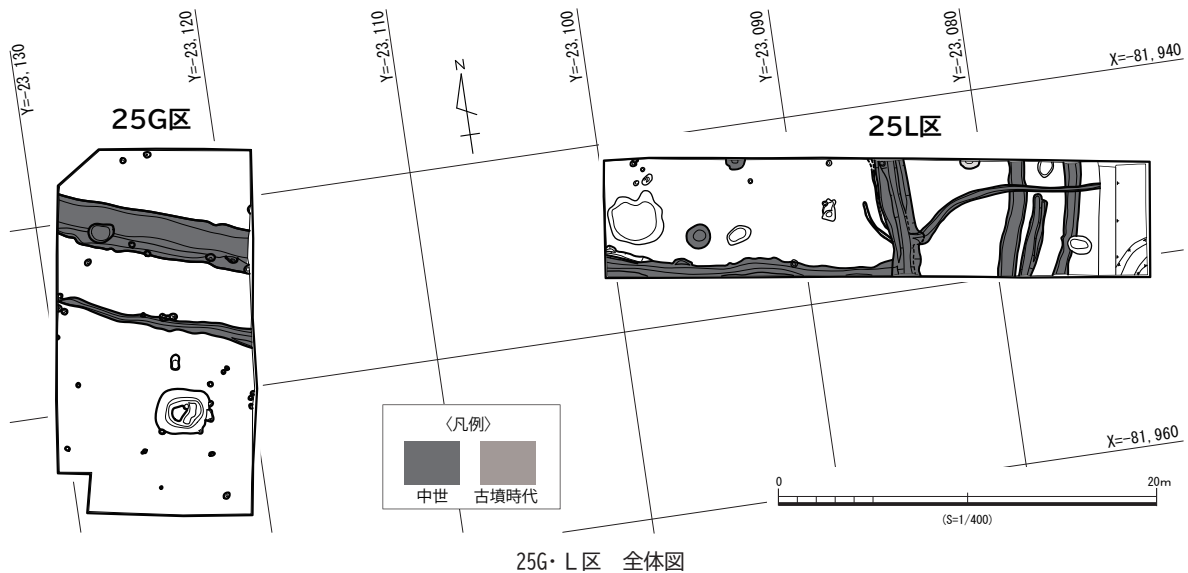 Y=-23,130
Y=-23,120
Y=-23,110
Y=-23,100
Y=-23,090
Y=-23,080
X=-81,940
25G区
N
25L区
〈凡例〉
中世 古墳時代
X=-81,960
0 20m
(S=1/400)
25G・L区 全体図